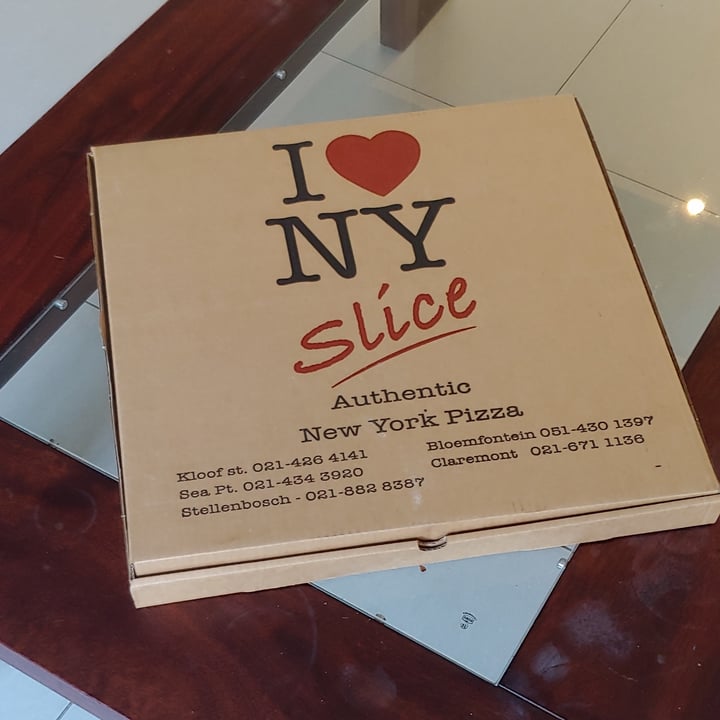 I ❤ NY
Slice
Authentic
New York Pizza
Kloof st. 021-426 4141
Sea Pt. 021-434 3920
Stellenbosch - 021-882 8387
Bloemfontein 051-430 1397
Claremont 021-671 1136